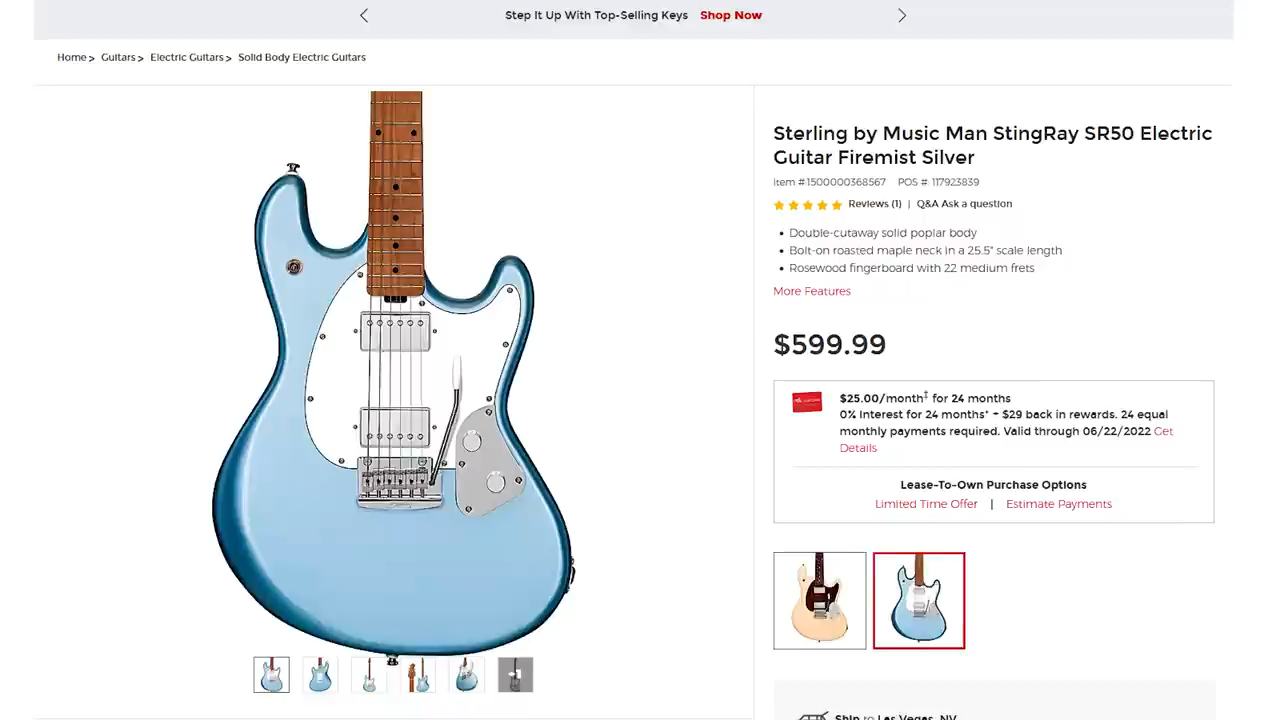 Step It Up With Top-Selling Keys Shop Now
Home > Guitars > Electric Guitars > Solid Body Electric Guitars
Sterling by Music Man StingRay SR50 Electric
Guitar Firemist Silver
Item #:1500000368567 POS #: 117923839
Reviews (1) | Q&A Ask a question
• Double-cutaway solid poplar body
• Bolt-on roasted maple neck in a 25.5" scale length
• Rosewood fingerboard with 22 medium frets
More Features
$599.99
$25.00/month‡ for 24 months
0% Interest for 24 months* + $29 back in rewards. 24 equal
monthly payments required. Valid through 06/22/2022 Get
Details
Lease-To-Own Purchase Options
Limited Time Offer | Estimate Payments
Ship to Las Vegas, NV